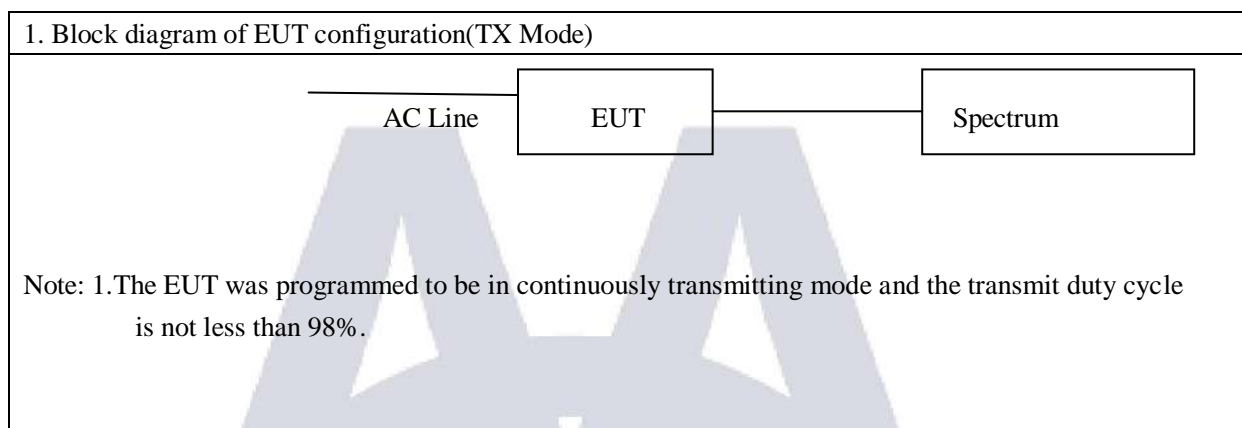 1. Block diagram of EUT configuration(TX Mode)
AC Line EUT Spectrum
Note: 1.The EUT was programmed to be in continuously transmitting mode and the transmit duty cycle
is not less than 98%.